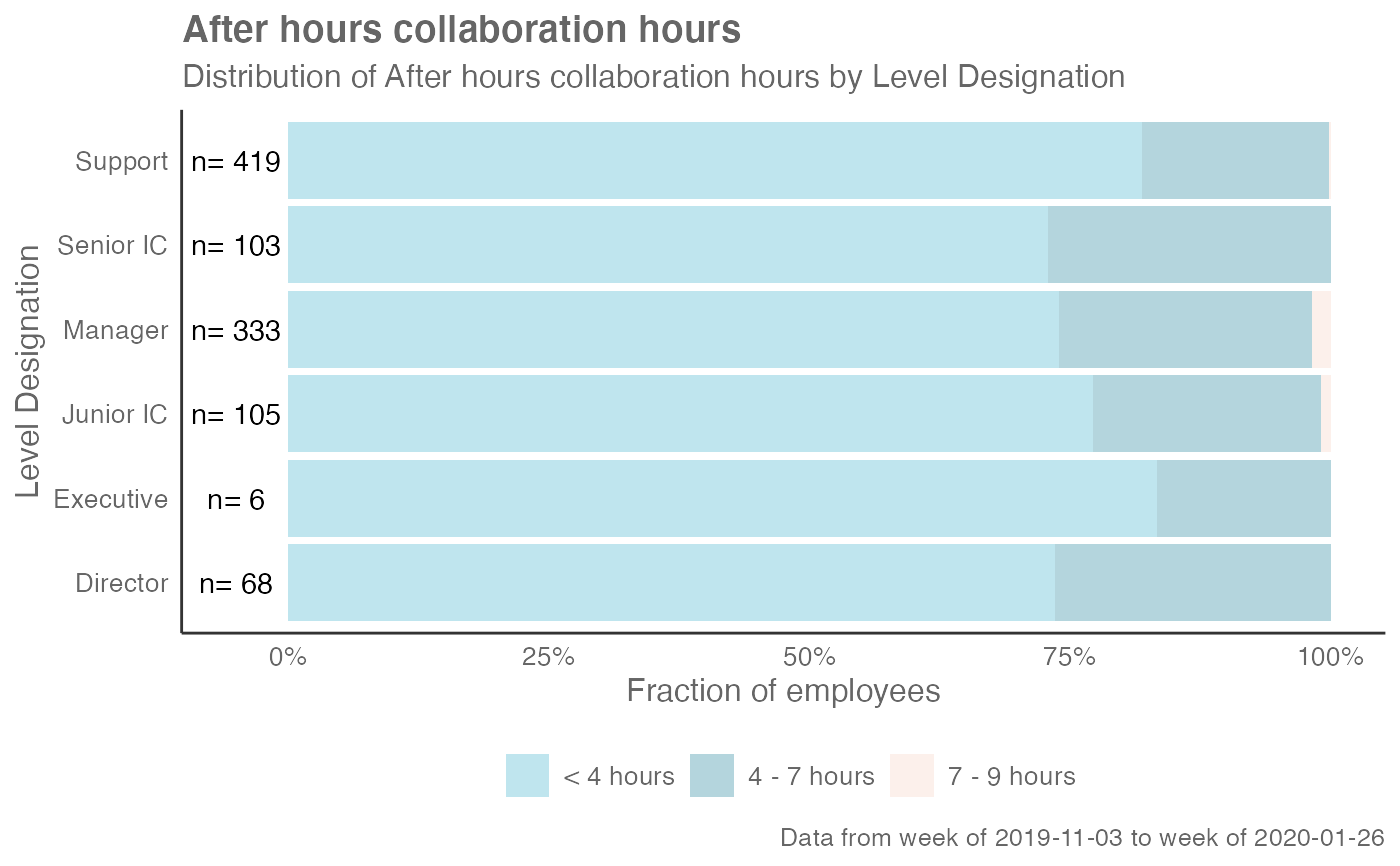 After hours collaboration hours
Distribution of After hours collaboration hours by Level Designation
Level Designation
Support n= 419
Senior IC n= 103
Manager n= 333
Junior IC n= 105
Executive n= 6
Director n= 68
0% 25% 50% 75% 100%
Fraction of employees
< 4 hours 4 - 7 hours 7 - 9 hours
Data from week of 2019-11-03 to week of 2020-01-26